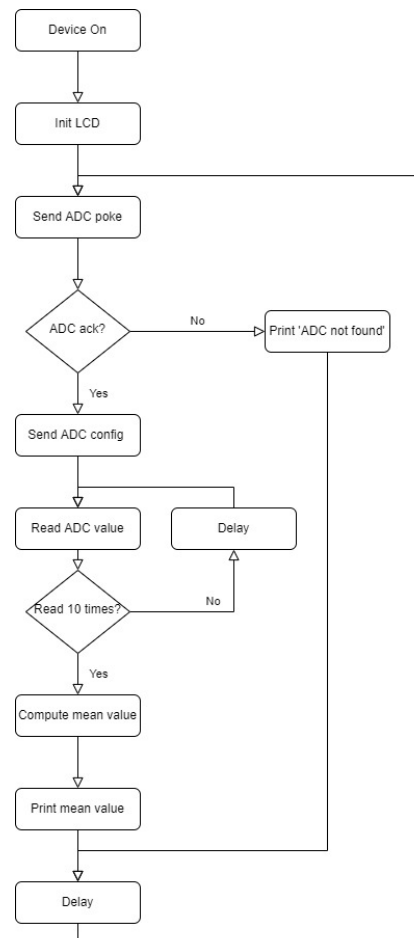 Device On
Init LCD
Send ADC poke
ADC ack?
No
Print 'ADC not found'
Yes
Send ADC config
Read ADC value
Delay
Read 10 times?
No
Yes
Compute mean value
Print mean value
Delay